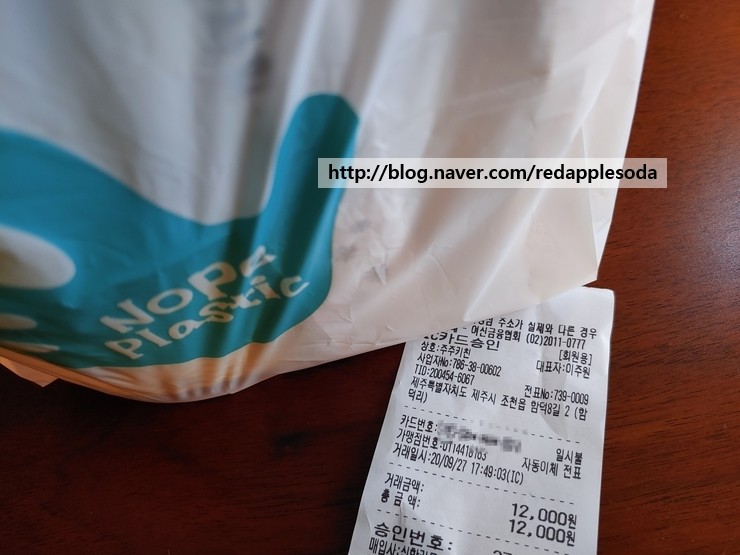 http://blog.naver.com/redapplesoda
NoPe
Plastic
주소가 실제와 다른 경우
여신금융협회 (02)2011-0777
IC카드승인 [회원용]
상호:주주키친 대표자:이주원
사업자No:786-38-00602
TID:200454-6067 전표No:739-0009
제주특별자치도 제주시 조천읍 함덕8길 2 (함
덕리)
카드번호: 일시불
가맹점번호:0114418163 자동이체 전표
거래일시:20/09/27 17:49:03(IC)
거래금액: 12,000원
총 금 액: 12,000원
승인번호:
매입사:신한